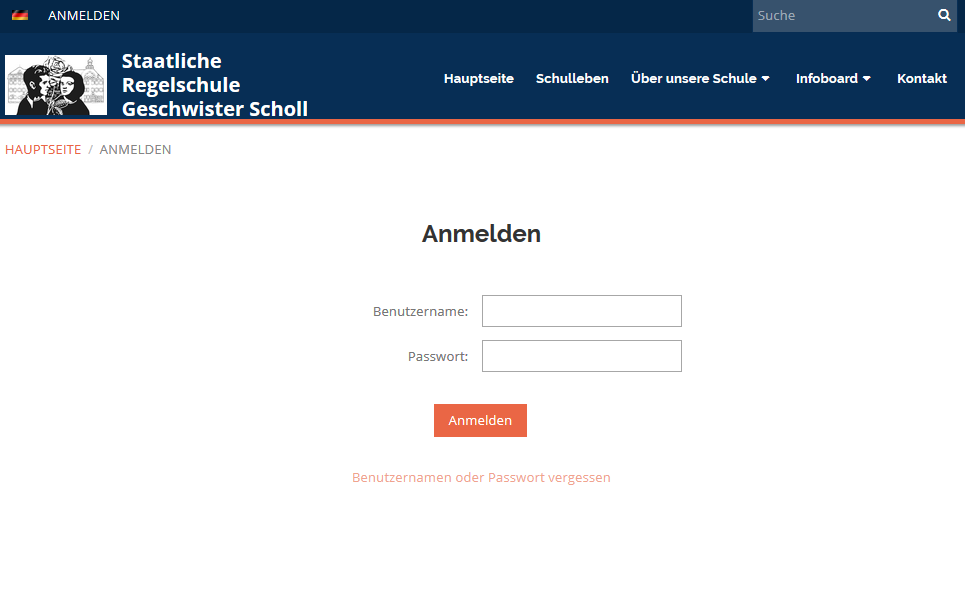 ANMELDEN
Suche
Staatliche
Regelschule
Geschwister Scholl
Hauptseite Schulleben Über unsere Schule Infoboard Kontakt
HAUPTSEITE / ANMELDEN
Anmelden
Benutzername:
Passwort:
Anmelden
Benutzernamen oder Passwort vergessen